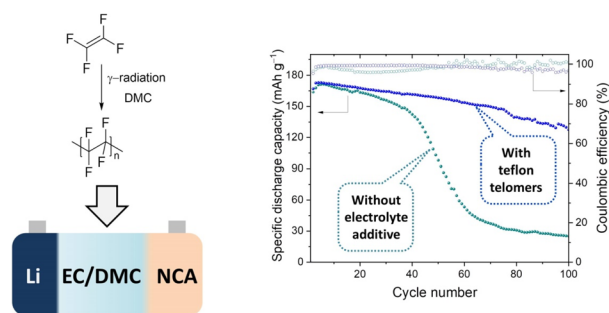 F
F
F
F
γ-radiation
DMC
F
F
F
F
n
Li
EC/DMC
NCA
Specific discharge capacity (mAh g⁻¹)
180
150
120
90
60
30
0
20
40
60
80
100
Cycle number
100
80
60
40
20
0
Coulombic efficiency (%)
Without
electrolyte
additive
With
teflon
telomers